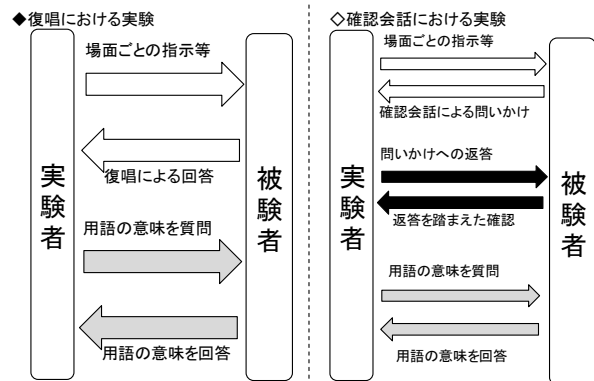 ◆復唱における実験
実験者
場面ごとの指示等
復唱による回答
用語の意味を質問
用語の意味を回答
被験者
◇確認会話における実験
実験者
場面ごとの指示等
確認会話による問いかけ
問いかけへの返答
返答を踏まえた確認
用語の意味を質問
用語の意味を回答
被験者